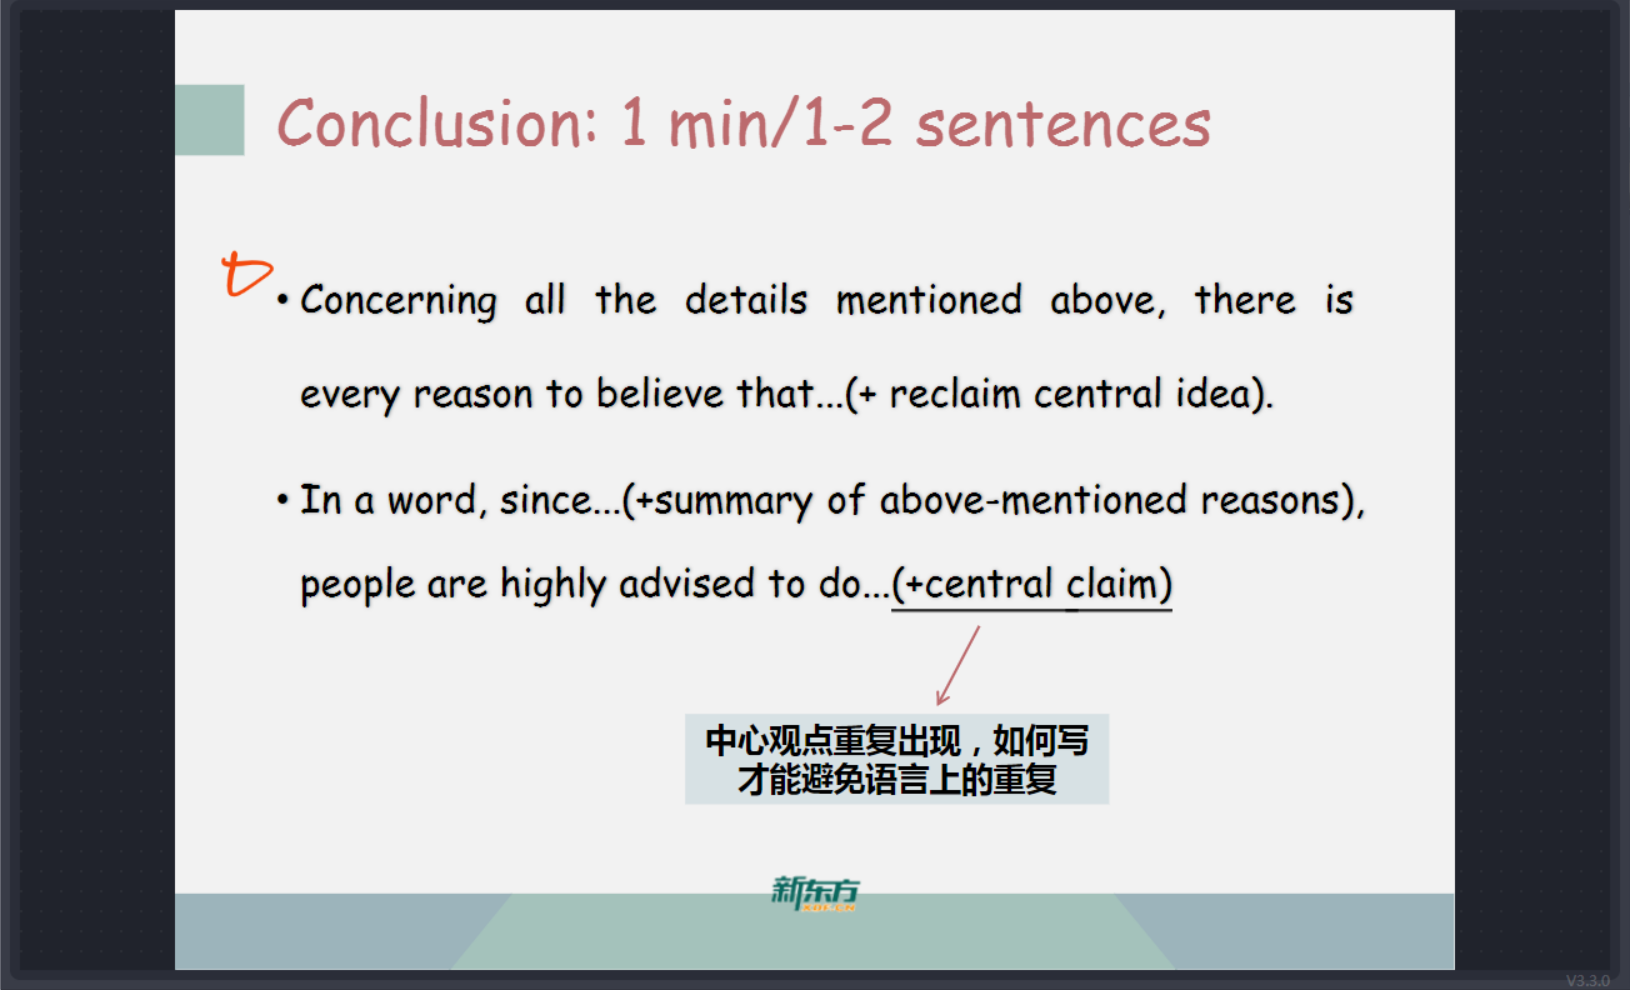 Conclusion: 1 min/1-2 sentences
• Concerning all the details mentioned above, there is
every reason to believe that...(+ reclaim central idea).
• In a word, since...(+summary of above-mentioned reasons),
people are highly advised to do...(+central claim)
中心观点重复出现，如何写
才能避免语言上的重复
新东方
V3.3.0